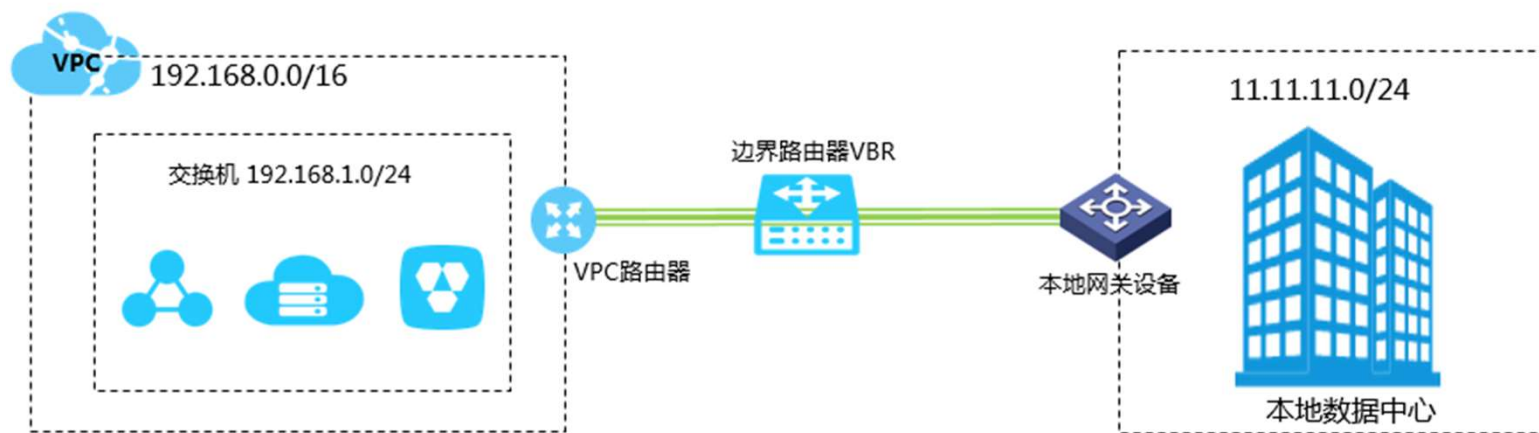 VPC
192.168.0.0/16
交换机 192.168.1.0/24
VPC路由器
边界路由器VBR
本地网关设备
11.11.11.0/24
本地数据中心